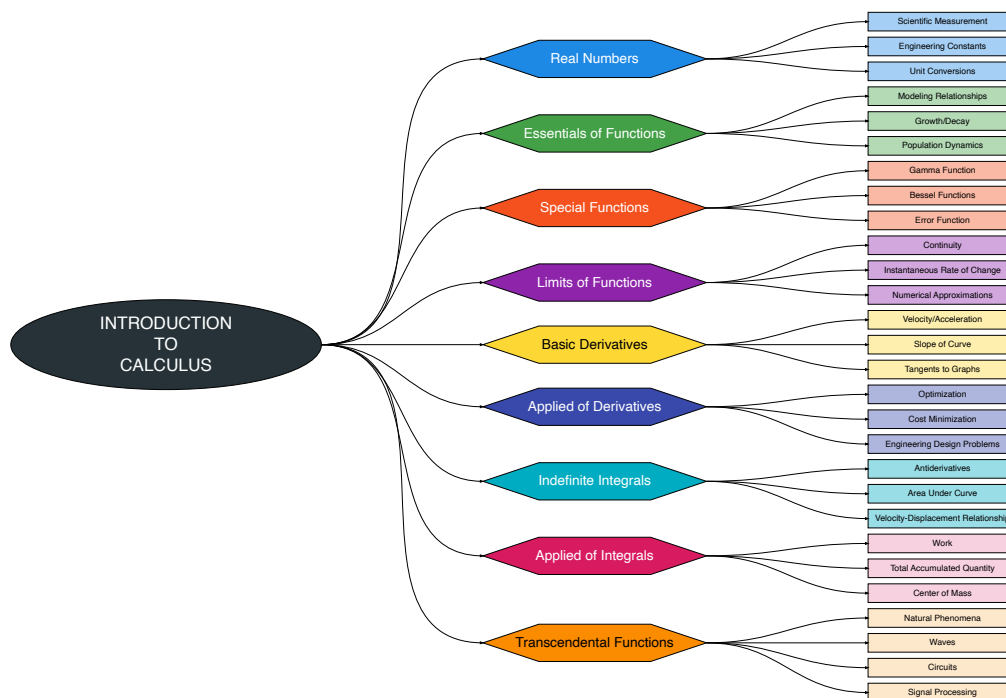 INTRODUCTION
TO
CALCULUS
Real Numbers
Scientific Measurement
Engineering Constants
Unit Conversions
Essentials of Functions
Modeling Relationships
Growth/Decay
Population Dynamics
Special Functions
Gamma Function
Bessel Functions
Error Function
Limits of Functions
Continuity
Instantaneous Rate of Change
Numerical Approximations
Basic Derivatives
Velocity/Acceleration
Slope of Curve
Tangents to Graphs
Applied of Derivatives
Optimization
Cost Minimization
Engineering Design Problems
Indefinite Integrals
Antiderivatives
Area Under Curve
Velocity-Displacement Relationship
Applied of Integrals
Work
Total Accumulated Quantity
Center of Mass
Transcendental Functions
Natural Phenomena
Waves
Circuits
Signal Processing